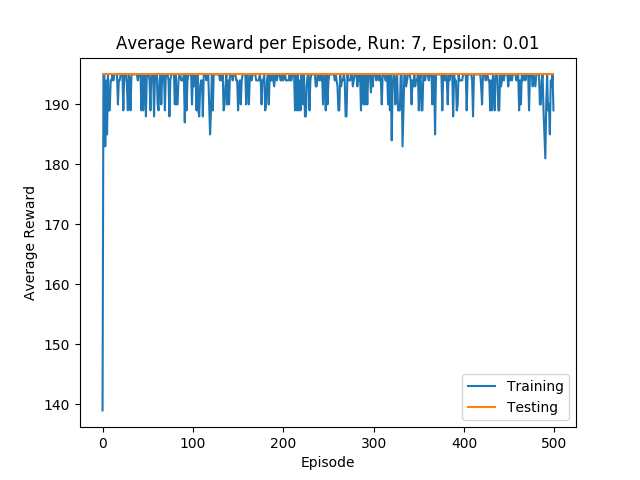 Average Reward per Episode, Run: 7, Epsilon: 0.01
Average Reward
190
180
170
160
150
140
0 100 200 300 400 500
Episode
Training
Testing